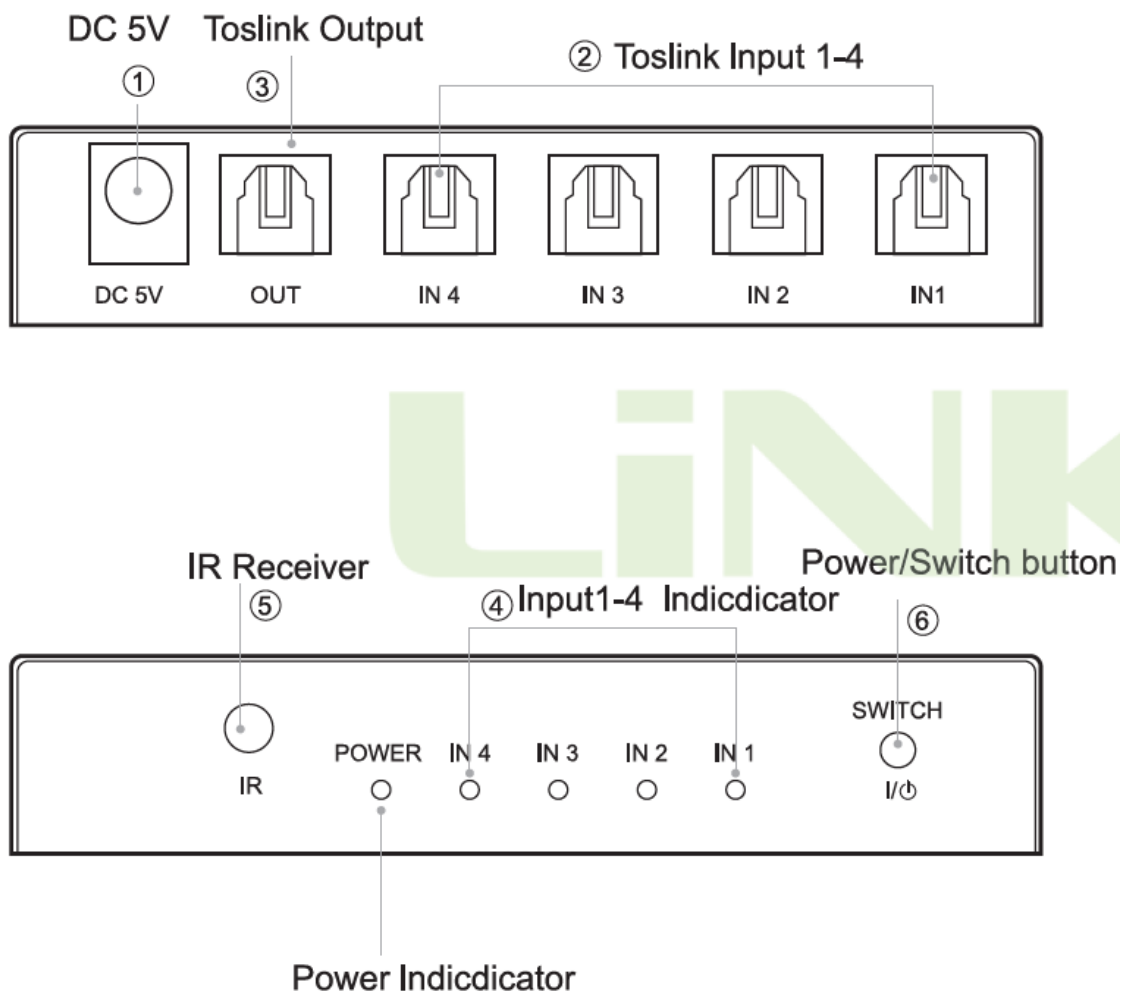 DC 5V Toslink Output
② Toslink Input 1-4
① ③
DC 5V OUT IN 4 IN 3 IN 2 IN1
LiNK
IR Receiver
Power/Switch button
⑤ ④ Input1-4 Indicdicator
⑥
SWITCH
POWER IN 4 IN 3 IN 2 IN 1
IR
I/⏻
Power Indicdicator